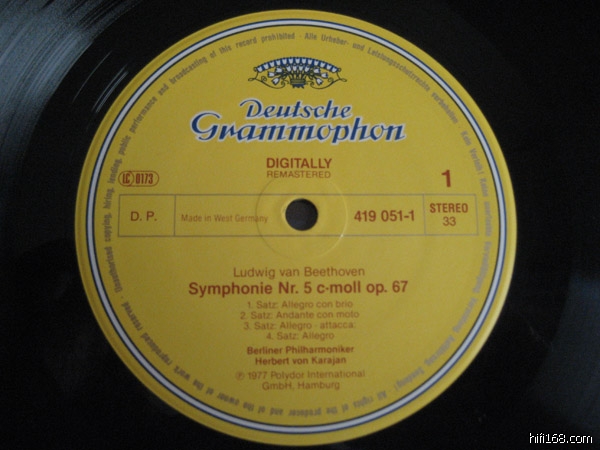 public performance and broadcasting of this record prohibited - Alle Urheber- und Leistungsschutzrechte vorbehalten
Deutsche
Grammophon
DIGITALLY
REMASTERED
LC 0173
1
D. P.
Made in West Germany
419 051-1
STEREO
33
Ludwig van Beethoven
Symphonie Nr. 5 c-moll op. 67
1. Satz: Allegro con brio
2. Satz: Andante con moto
3. Satz: Allegro - attacca:
4. Satz: Allegro
Berliner Philharmoniker
Herbert von Karajan
℗ 1977 Polydor International
GmbH, Hamburg
All rights of the producer and of the owner of the work reproduced reserved - Unauthorized copying, hiring, lending,
hifi168.com